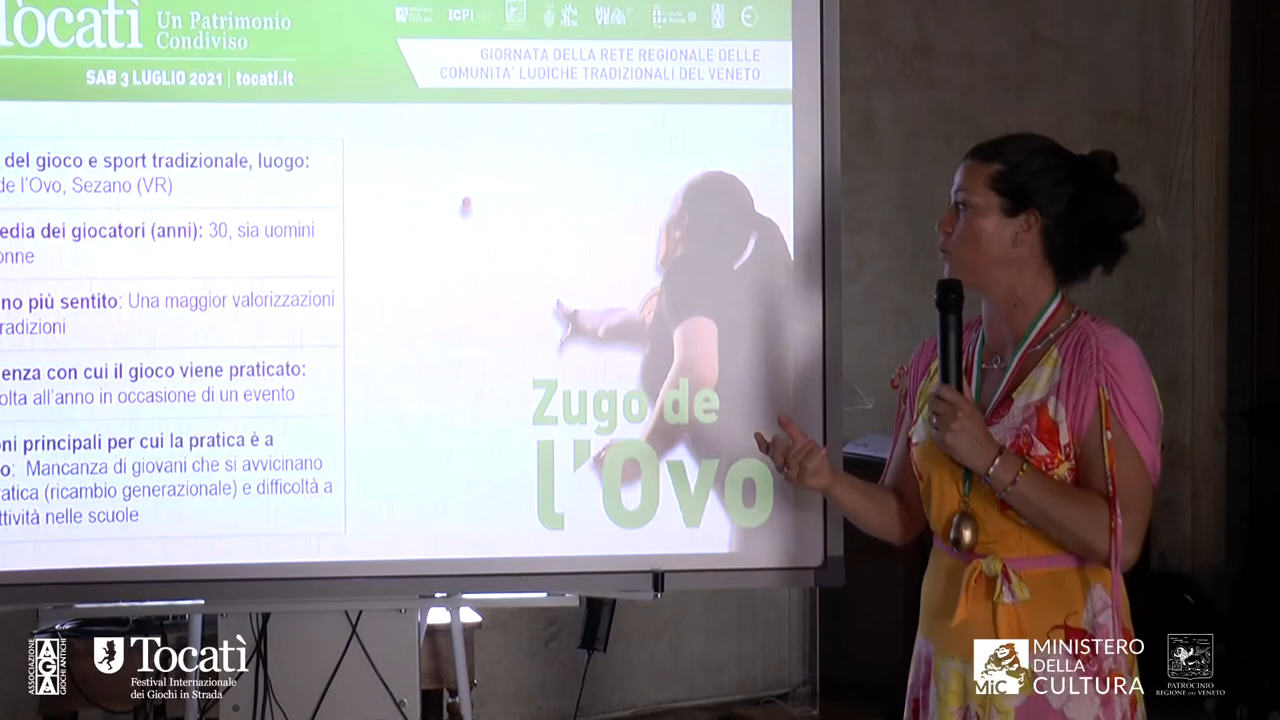 Tocatì Un Patrimonio
Condiviso
SAB 3 LUGLIO 2021 | tocati.it
ICPI
GIORNATA DELLA RETE REGIONALE DELLE
COMUNITA' LUDICHE TRADIZIONALI DEL VENETO
del gioco e sport tradizionale, luogo:
de l'Ovo, Sezano (VR)
edia dei giocatori (anni): 30, sia uomini
onne
no più sentito: Una maggior valorizzazioni
radizioni
enza con cui il gioco viene praticato:
olta all'anno in occasione di un evento
oni principali per cui la pratica è a
o: Mancanza di giovani che si avvicinano
ratica (ricambio generazionale) e difficoltà a
ttività nelle scuole
Zugo de
l'Ovo
ASSOCIAZIONE
AGA
GIOCHI ANTICHI
Tocatì
Festival Internazionale
dei Giochi in Strada
MiC
MINISTERO
DELLA
CULTURA
PATROCINIO
REGIONE DEL VENETO